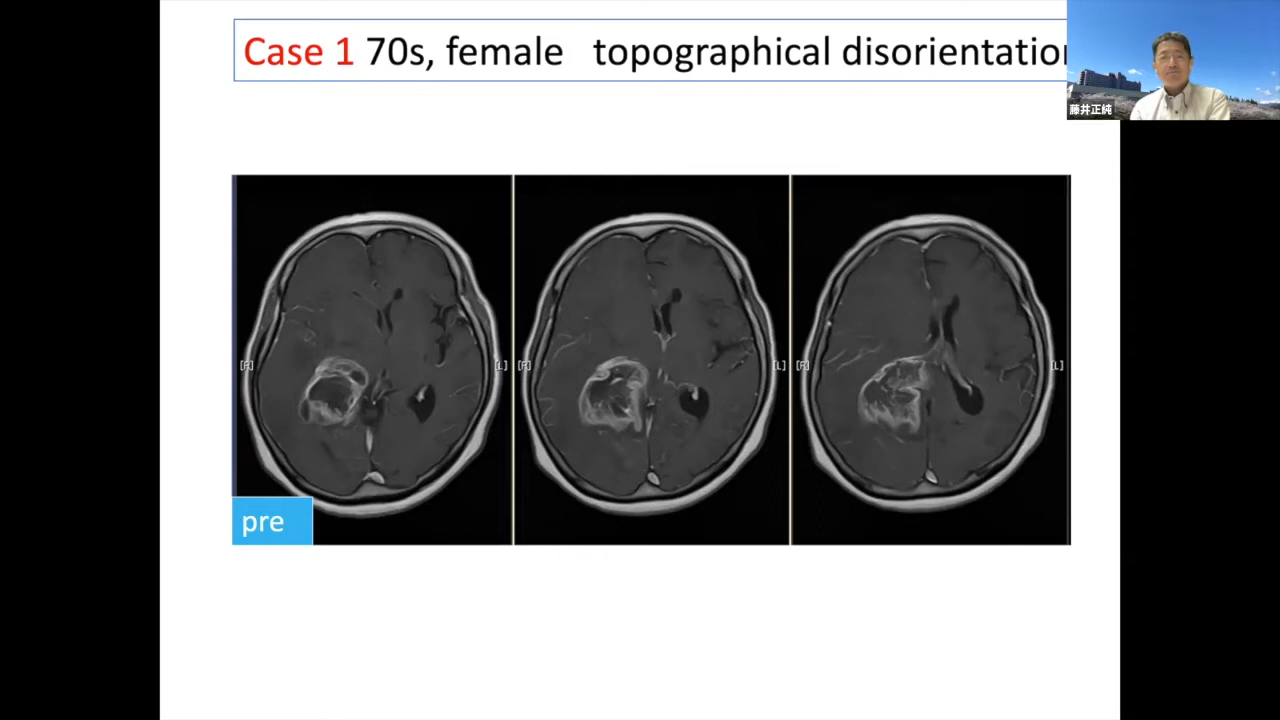 Case 1 70s, female topographical disorientatio
藤井正純
[R] [L] [R] [L] [R] [L]
pre